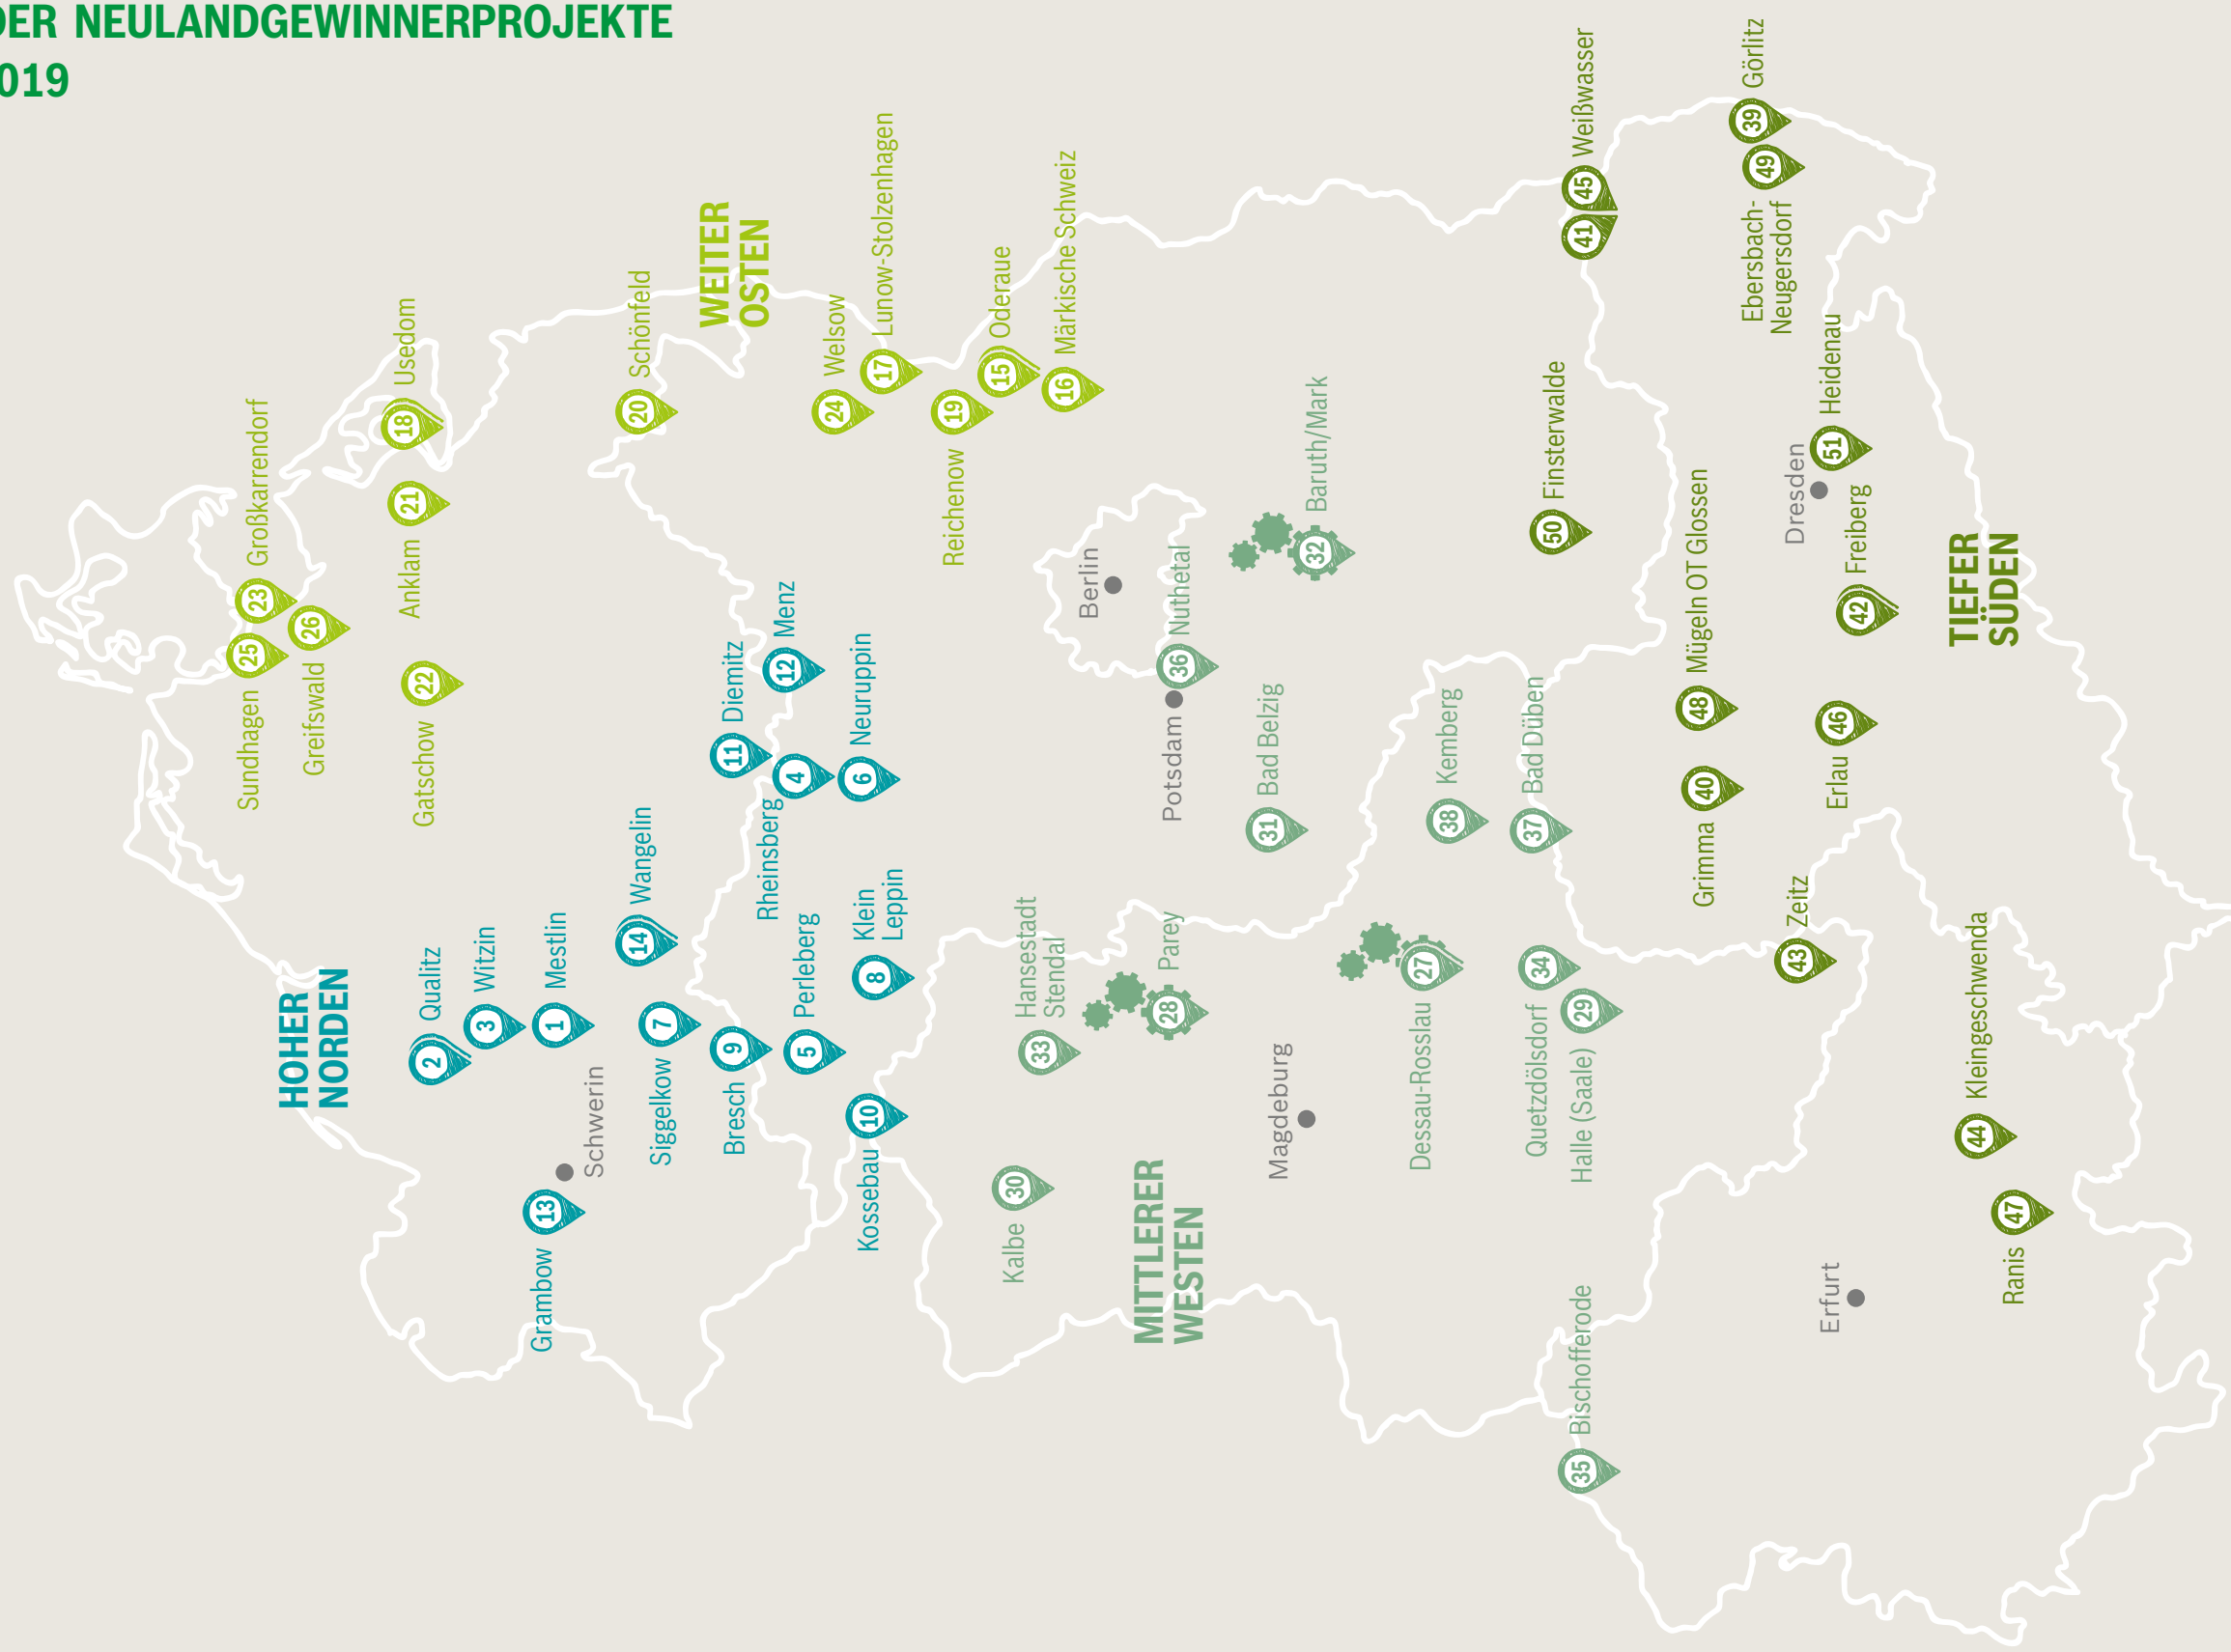 DER NEULANDGEWINNERPROJEKTE
019
HOHER
NORDEN
2 Qualitz
3 Witzin
1 Mestlin
Schwerin
13 Grambow
14 Wangelin
7 Siggelkow
9 Bresch
5 Perleberg
8 Klein
Leppin
10 Kossebau
11 Diemitz
12 Menz
4 Rheinsberg
6 Neuruppin
WEITER
OSTEN
23 Großkarrendorf
25 Sundhagen
26 Greifswald
18 Usedom
21 Anklam
22 Gatschow
20 Schönfeld
24 Welsow
17 Lunow-Stolzenhagen
19 Reichenow
15 Oderaue
16 Märkische Schweiz
Berlin
Potsdam
MITTLERER
WESTEN
36 Nuthetal
32 Baruth/Mark
31 Bad Belzig
33 Hansestadt
Stendal
28 Parey
30 Kalbe
Magdeburg
27 Dessau-Rosslau
38 Kemberg
37 Bad Düben
34 Quetzdölsdorf
29 Halle (Saale)
35 Bischofferode
TIEFER
SÜDEN
41 45 Weißwasser
39 Görlitz
49 Ebersbach-
Neugersdorf
50 Finsterwalde
51 Heidenau
Dresden
42 Freiberg
48 Mügeln OT Glossen
40 Grimma
46 Erlau
43 Zeitz
44 Kleingeschwenda
47 Ranis
Erfurt